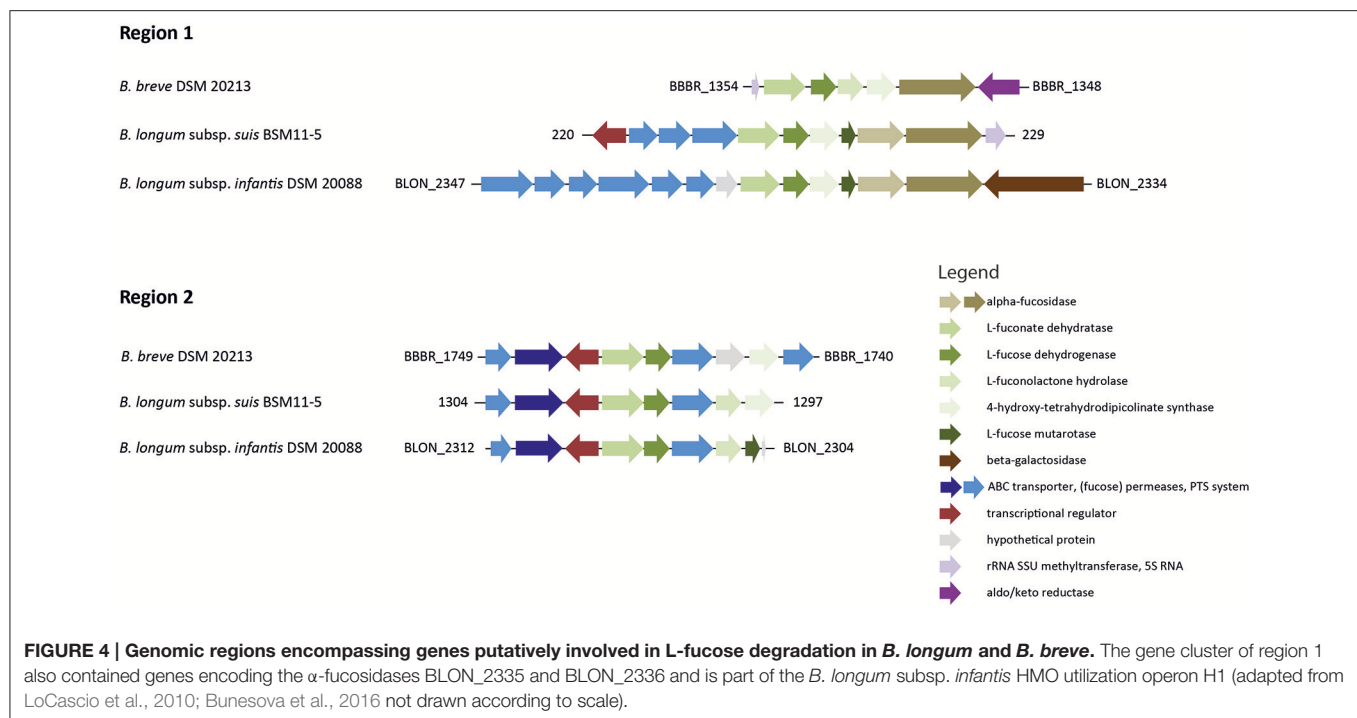 Region 1
B. breve DSM 20213
BBBR_1354
BBBR_1348
B. longum subsp. suis BSM11-5
220
229
B. longum subsp. infantis DSM 20088
BLON_2347
BLON_2334
Region 2
B. breve DSM 20213
BBBR_1749
BBBR_1740
B. longum subsp. suis BSM11-5
1304
1297
B. longum subsp. infantis DSM 20088
BLON_2312
BLON_2304
Legend
alpha-fucosidase
L-fuconate dehydratase
L-fucose dehydrogenase
L-fuconolactone hydrolase
4-hydroxy-tetrahydrodipicolinate synthase
L-fucose mutarotase
beta-galactosidase
ABC transporter, (fucose) permeases, PTS system
transcriptional regulator
hypothetical protein
rRNA SSU methyltransferase, 5S RNA
aldo/keto reductase
FIGURE 4 | Genomic regions encompassing genes putatively involved in L-fucose degradation in B. longum and B. breve. The gene cluster of region 1
also contained genes encoding the α-fucosidases BLON_2335 and BLON_2336 and is part of the B. longum subsp. infantis HMO utilization operon H1 (adapted from
LoCascio et al., 2010; Bunesova et al., 2016 not drawn according to scale).